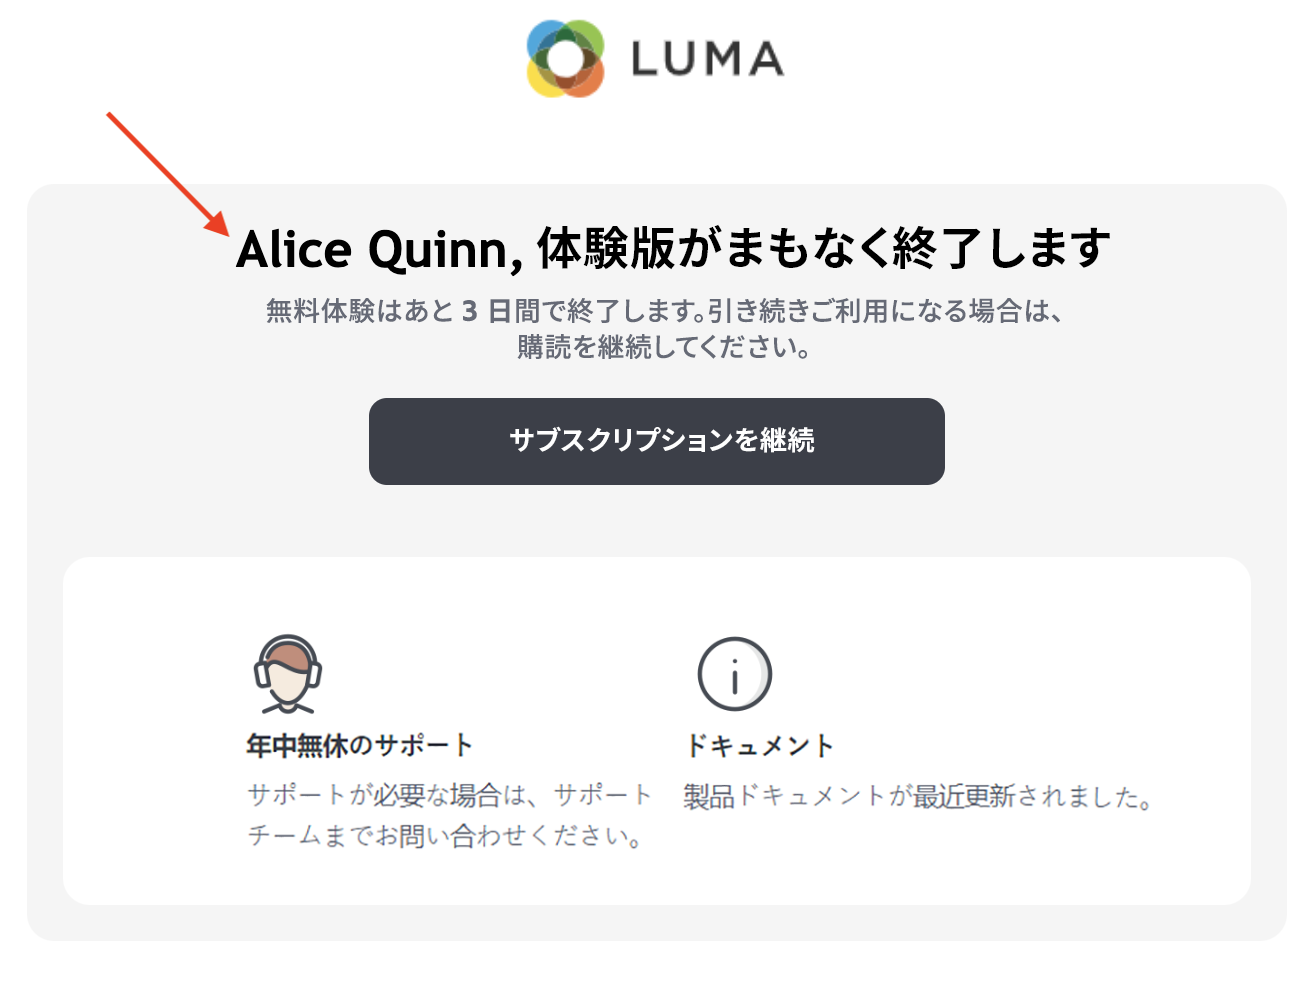 LUMA
Alice Quinn, 体験版がまもなく終了します
無料体験はあと 3 日間で終了します。引き続きご利用になる場合は、
購読を継続してください。
サブスクリプションを継続
年中無休のサポート
サポートが必要な場合は、サポート
チームまでお問い合わせください。
ドキュメント
製品ドキュメントが最近更新されました。